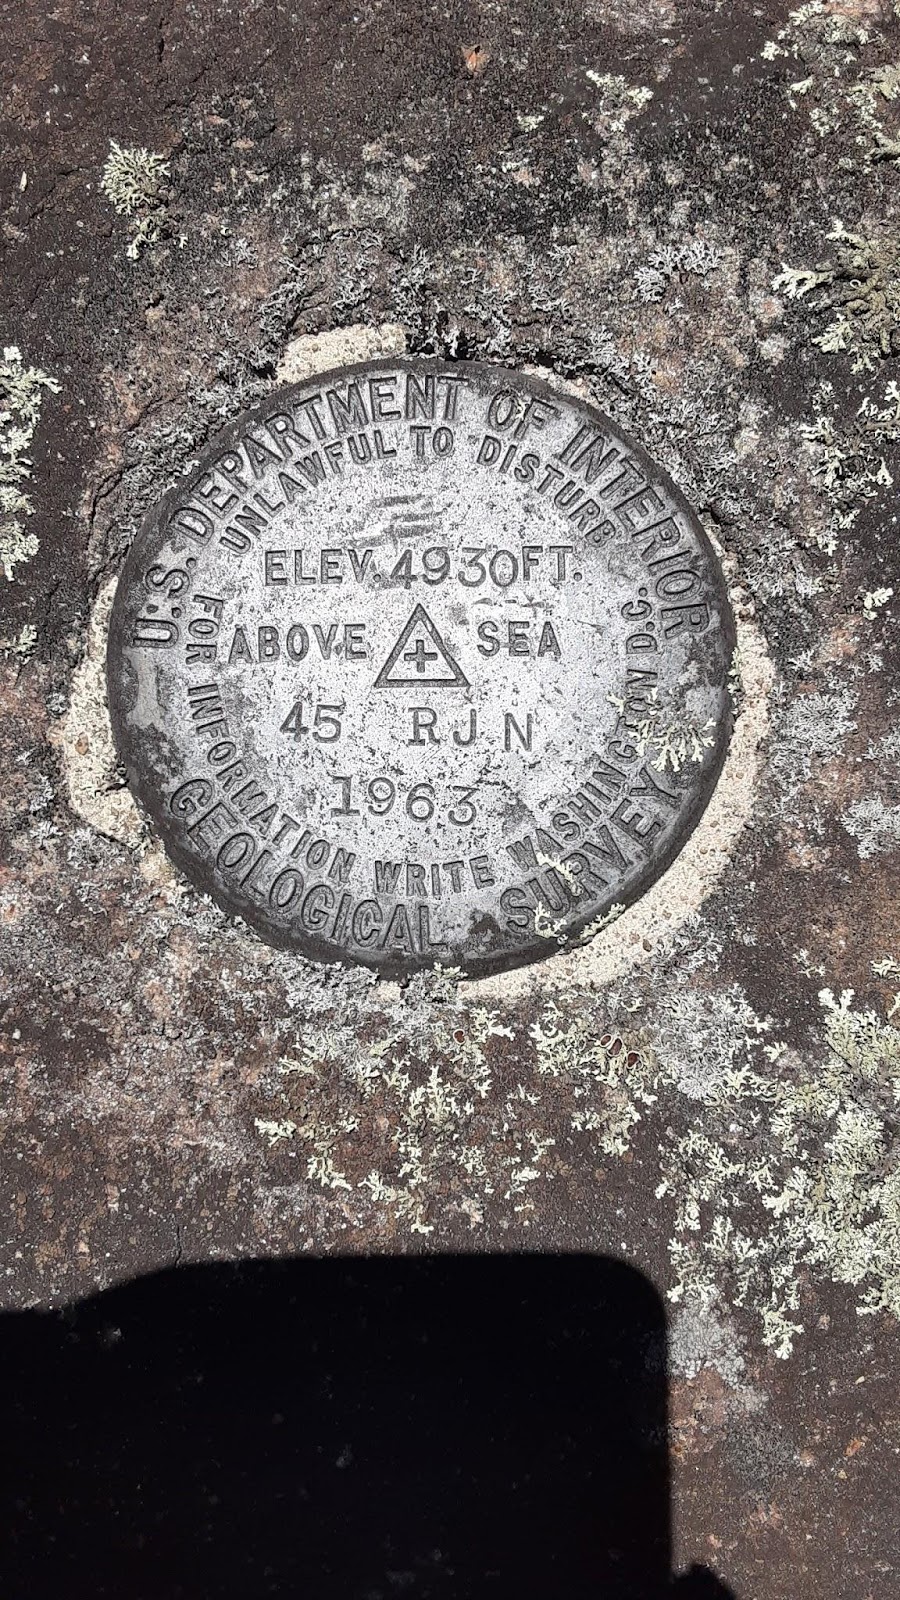 U.S. DEPARTMENT OF INTERIOR
UNLAWFUL TO DISTURB
ELEV. 4930FT.
ABOVE SEA
45 RJN
1963
FOR INFORMATION WRITE WASHINGTON D.C.
GEOLOGICAL SURVEY